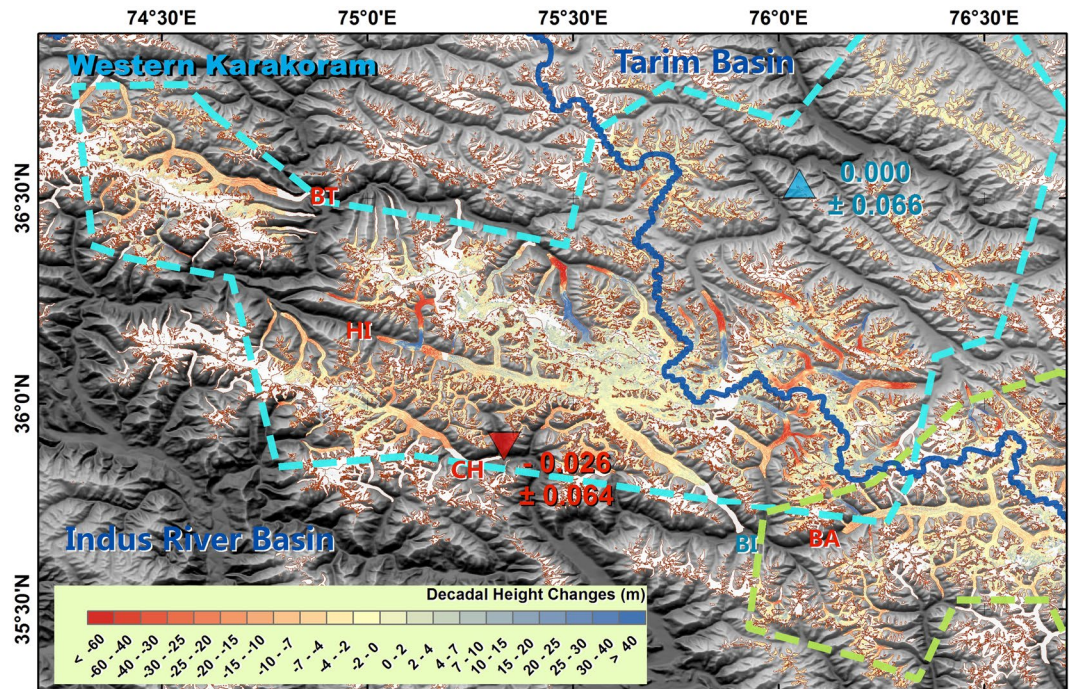 74°30'E 75°0'E 75°30'E 76°0'E 76°30'E
Western Karakoram
Tarim Basin
36°30'N
0.000
± 0.066
BT
HI
36°0'N
CH
- 0.026
± 0.064
Indus River Basin
BI
BA
35°30'N
Decadal Height Changes (m)
< -60
-60 - -40
-40 - -30
-30 - -25
-25 - -20
-20 - -15
-15 - -10
-10 - -7
-7 - -4
-4 - -2
-2 - 0
0 - 2
2 - 4
4 - 7
7 - 10
10 - 15
15 - 20
20 - 25
25 - 30
30 - 40
> 40